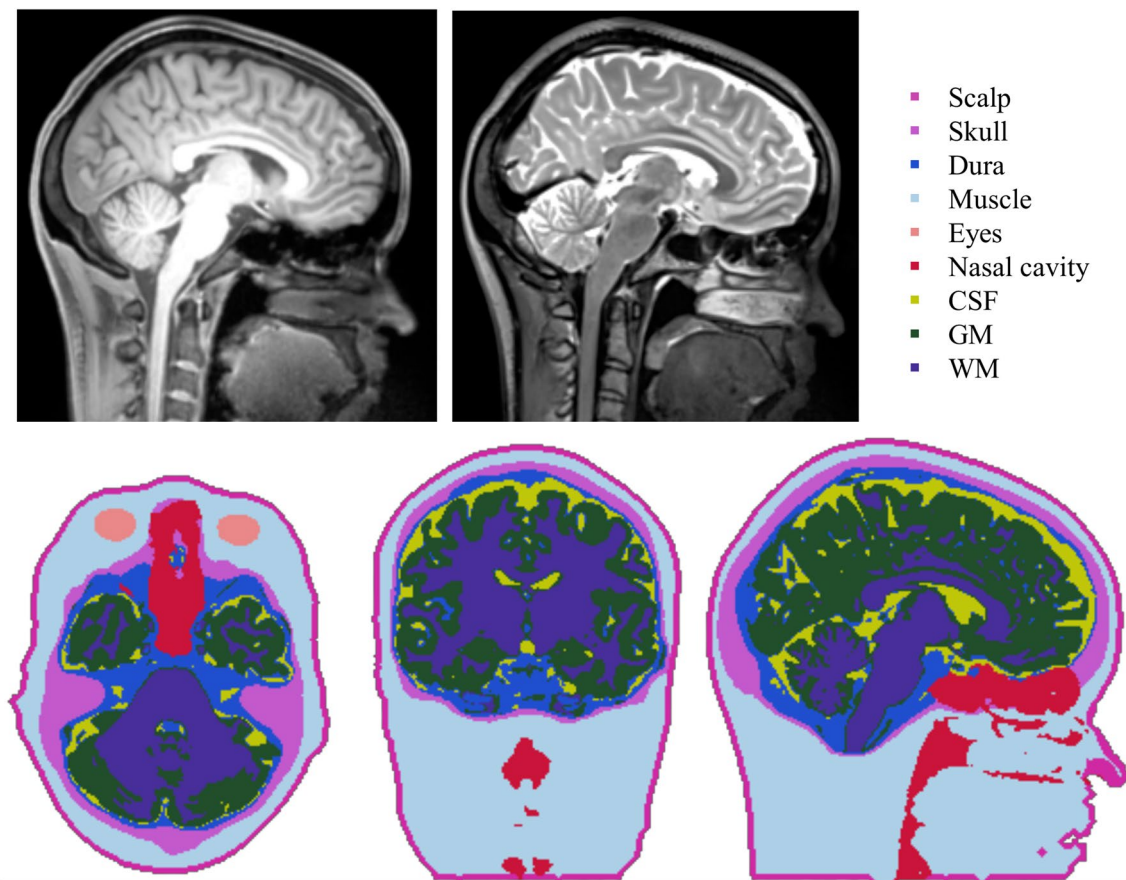 Scalp
Skull
Dura
Muscle
Eyes
Nasal cavity
CSF
GM
WM